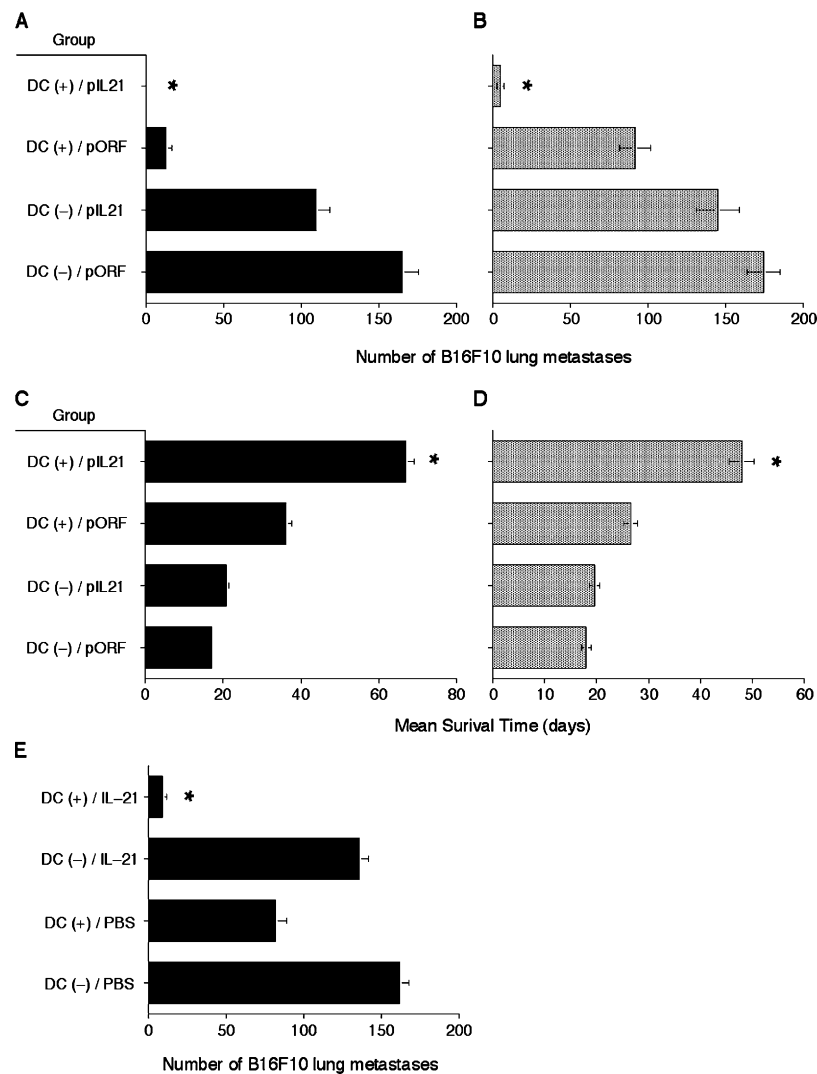 A
B
Group
DC (+) / pIL21
*
*
DC (+) / pORF
DC (−) / pIL21
DC (−) / pORF
0 50 100 150 200
0 50 100 150 200
Number of B16F10 lung metastases
C
D
Group
DC (+) / pIL21
*
*
DC (+) / pORF
DC (−) / pIL21
DC (−) / pORF
0 20 40 60 80
0 10 20 30 40 50 60
Mean Surival Time (days)
E
DC (+) / IL−21
*
DC (−) / IL−21
DC (+) / PBS
DC (−) / PBS
0 50 100 150 200
Number of B16F10 lung metastases